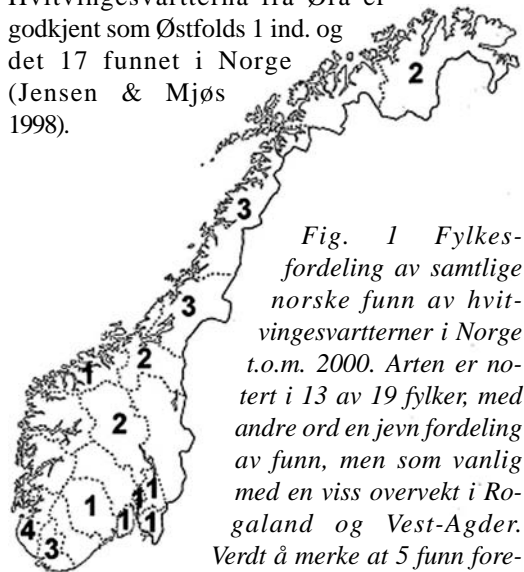 Hvitvingesvartterna fra Øra er
godkjent som Østfolds 1 ind. og
det 17 funnet i Norge
(Jensen & Mjøs
1998).
2
3
3
2
1
2
1
1
1
1
1
4
3
Fig. 1 Fylkes-
fordeling av samtlige
norske funn av hvit-
vingesvartterner i Norge
t.o.m. 2000. Arten er no-
tert i 13 av 19 fylker, med
andre ord en jevn fordeling
av funn, men som vanlig
med en viss overvekt i Ro-
galand og Vest-Agder.
Verdt å merke at 5 funn fore-